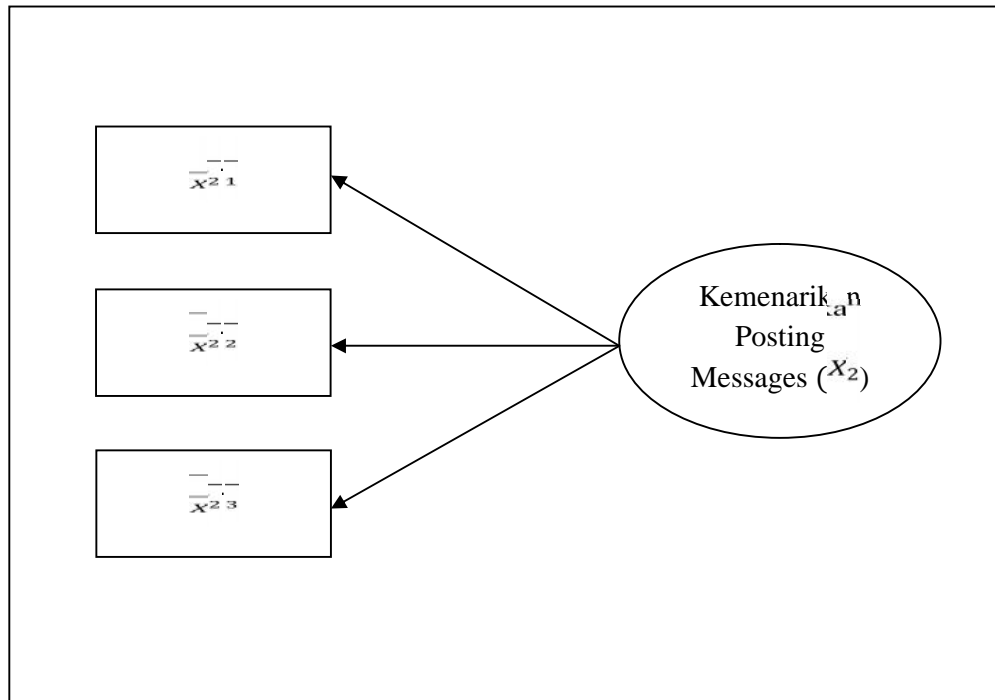 x2.1
x2.2
x2.3
Kemenarikan
Posting
Messages (X₂)